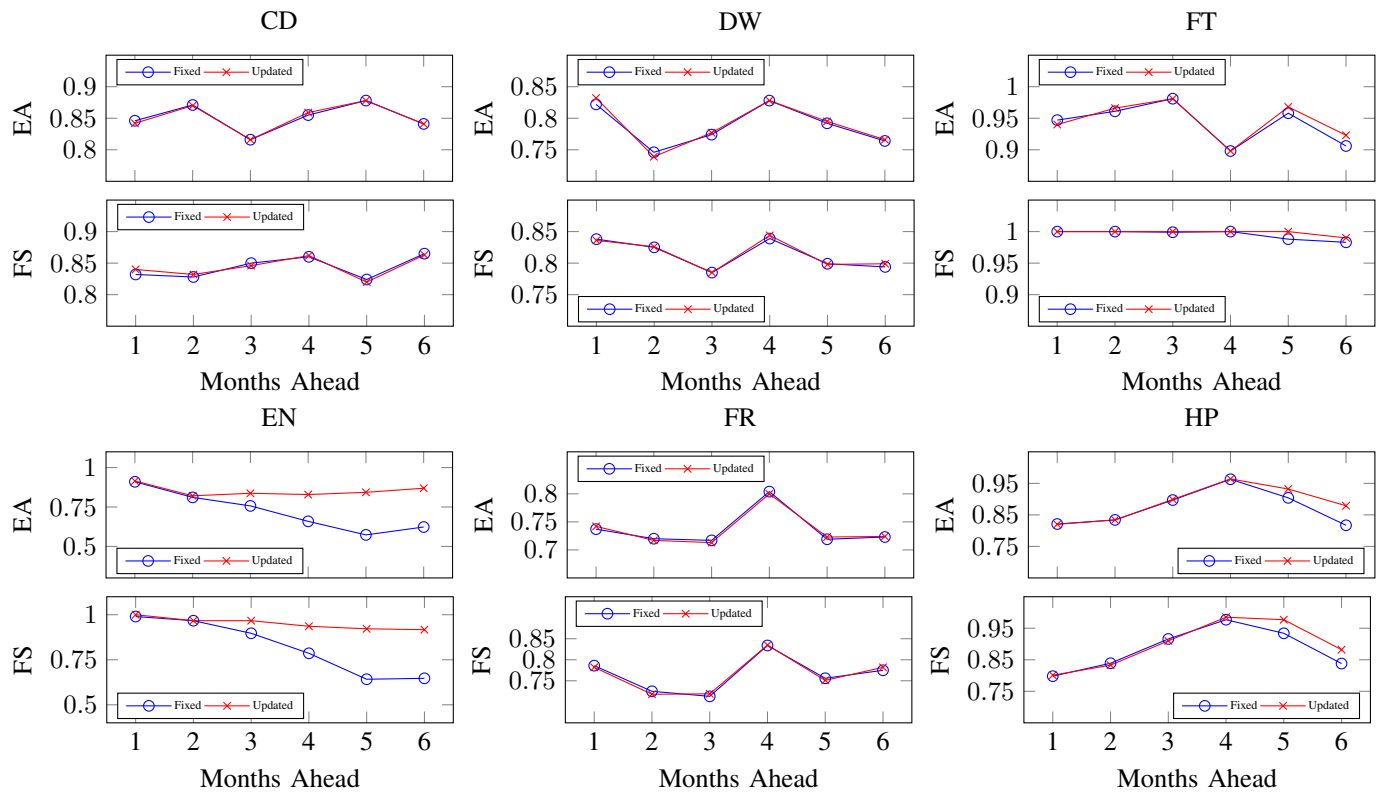 CD DW FT
EA 0.9 0.85 0.8 Fixed Updated
EA 0.85 0.8 0.75 Fixed Updated
EA 1 0.95 0.9 Fixed Updated
FS 0.9 0.85 0.8 Fixed Updated
FS 0.85 0.8 0.75 Fixed Updated
FS 1 0.95 0.9 Fixed Updated
1 2 3 4 5 6 1 2 3 4 5 6 1 2 3 4 5 6
Months Ahead Months Ahead Months Ahead
EN FR HP
EA 1 0.75 0.5 Fixed Updated
EA 0.8 0.75 0.7 Fixed Updated
EA 0.95 0.85 0.75 Fixed Updated
FS 1 0.75 0.5 Fixed Updated
FS 0.85 0.8 0.75 Fixed Updated
FS 0.95 0.85 0.75 Fixed Updated
1 2 3 4 5 6 1 2 3 4 5 6 1 2 3 4 5 6
Months Ahead Months Ahead Months Ahead